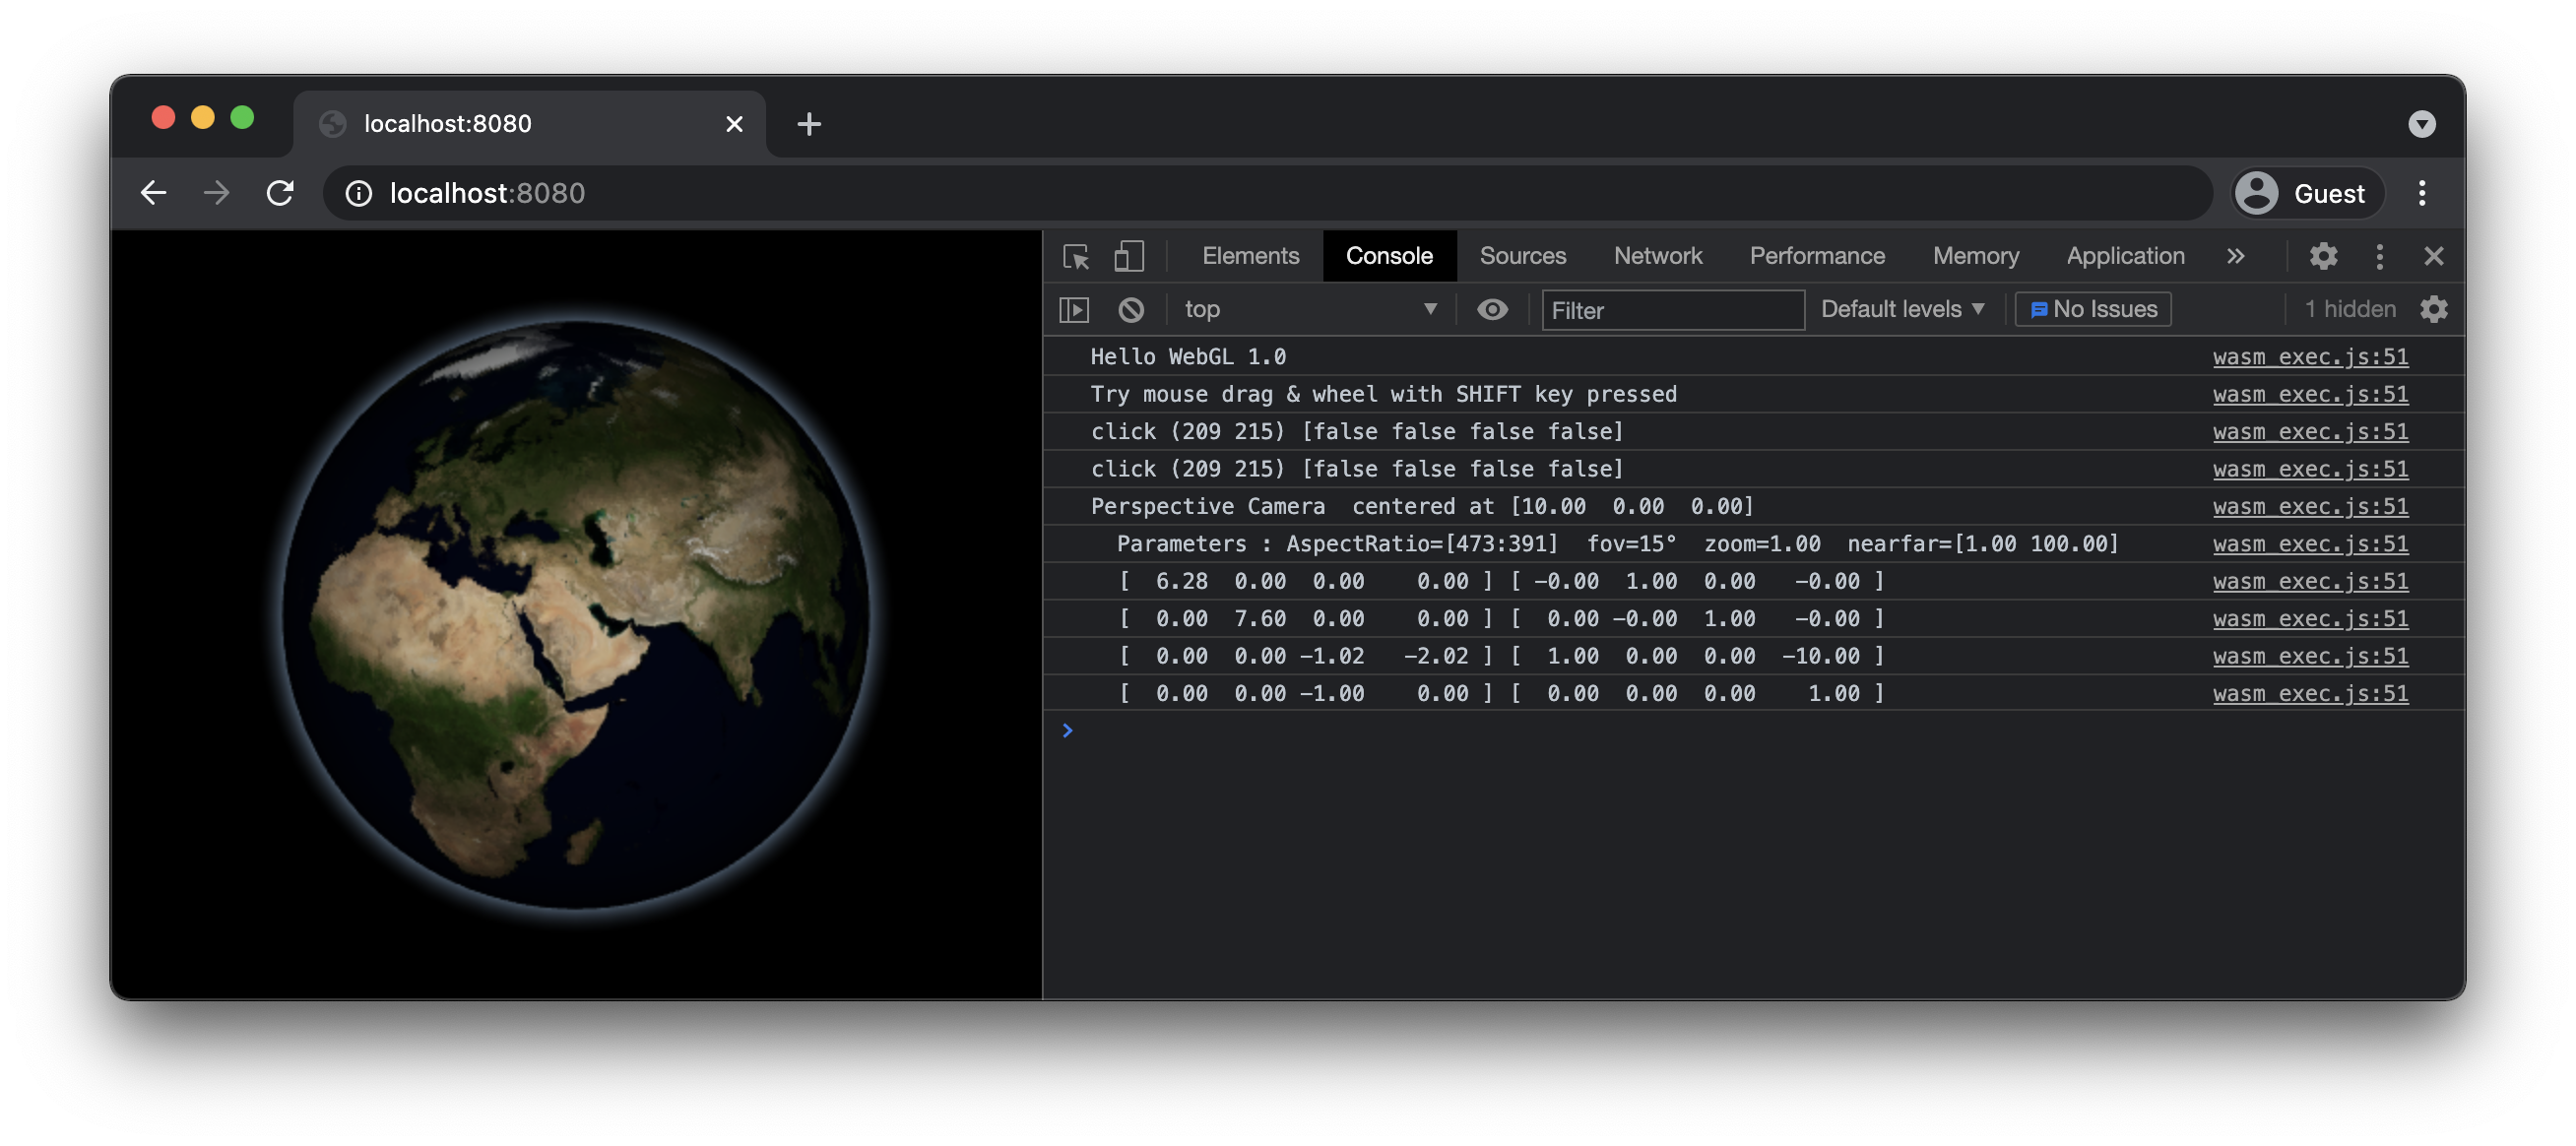 localhost:8080
localhost:8080
Guest
Elements Console Sources Network Performance Memory Application
top Filter Default levels No Issues 1 hidden
Hello WebGL 1.0 wasm_exec.js:51
Try mouse drag & wheel with SHIFT key pressed wasm_exec.js:51
click (209 215) [false false false false] wasm_exec.js:51
click (209 215) [false false false false] wasm_exec.js:51
Perspective Camera  centered at [10.00  0.00  0.00] wasm_exec.js:51
Parameters : AspectRatio=[473:391]  fov=15°  zoom=1.00  nearfar=[1.00 100.00] wasm_exec.js:51
[  6.28  0.00  0.00    0.00 ] [ -0.00  1.00  0.00   -0.00 ] wasm_exec.js:51
[  0.00  7.60  0.00    0.00 ] [  0.00 -0.00  1.00   -0.00 ] wasm_exec.js:51
[  0.00  0.00 -1.02   -2.02 ] [  1.00  0.00  0.00  -10.00 ] wasm_exec.js:51
[  0.00  0.00 -1.00    0.00 ] [  0.00  0.00  0.00    1.00 ] wasm_exec.js:51